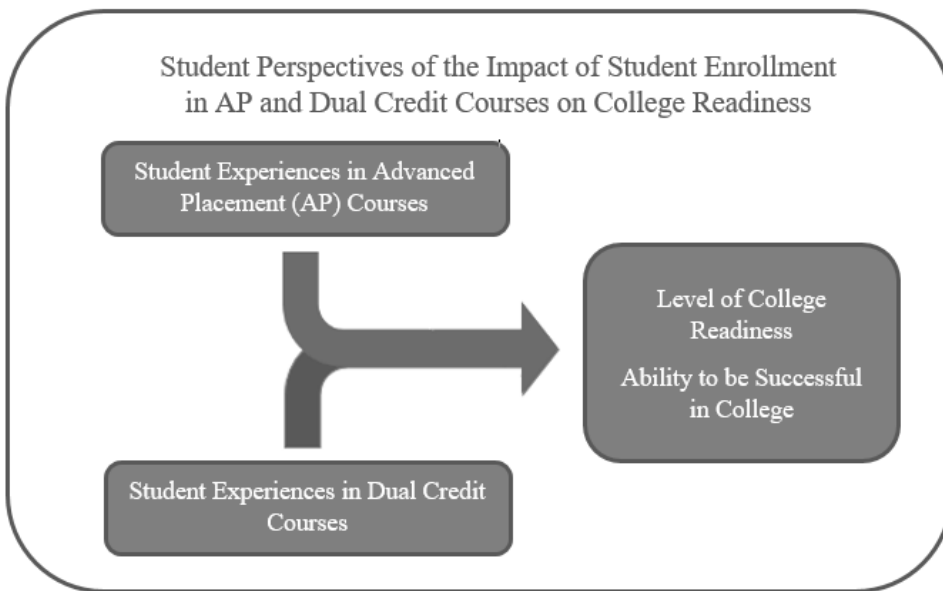 Student Perspectives of the Impact of Student Enrollment
in AP and Dual Credit Courses on College Readiness
Student Experiences in Advanced
Placement (AP) Courses
Level of College
Readiness
Ability to be Successful
in College
Student Experiences in Dual Credit
Courses